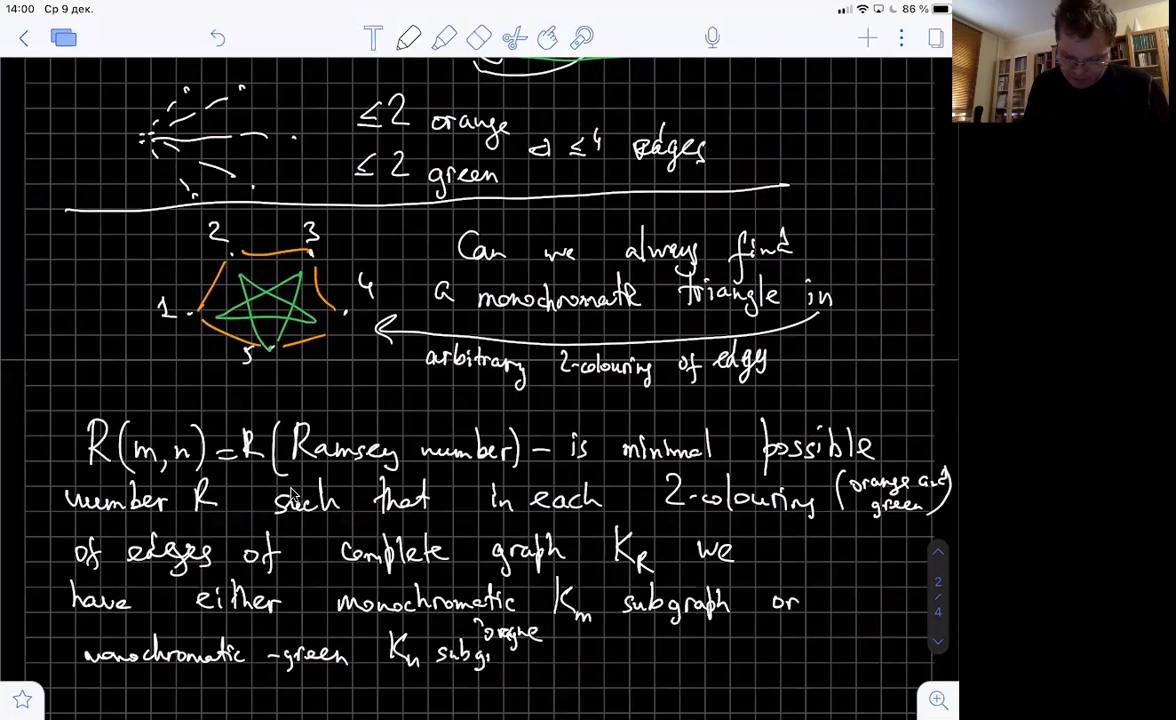 14:00 Ср 9 дек.
86 %
≤2 orange
≤ 2 green
≤ 4 edges
2 3
1 4
5
Can we always find
a monochromatic triangle in
arbitrary 2-colouring of edgy
R(m,n) = R (Ramsey number) - is minimal possible
number R such that in each 2-colouring (orange and green)
of edges of complete graph K_R we
have either monochromatic K_m subgraph or
orange
monochromatic -green K_n subg
2 / 4